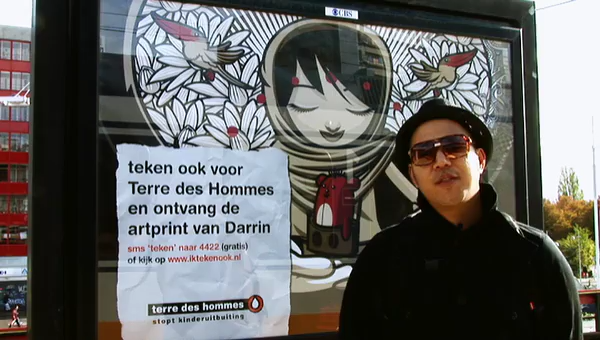 CBS
teken ook voor
Terre des Hommes
en ontvang de
artprint van Darrin
sms 'teken' naar 4422 (gratis)
of kijk op www.iktekenook.nl
terre des hommes
stopt kinderuitbuiting